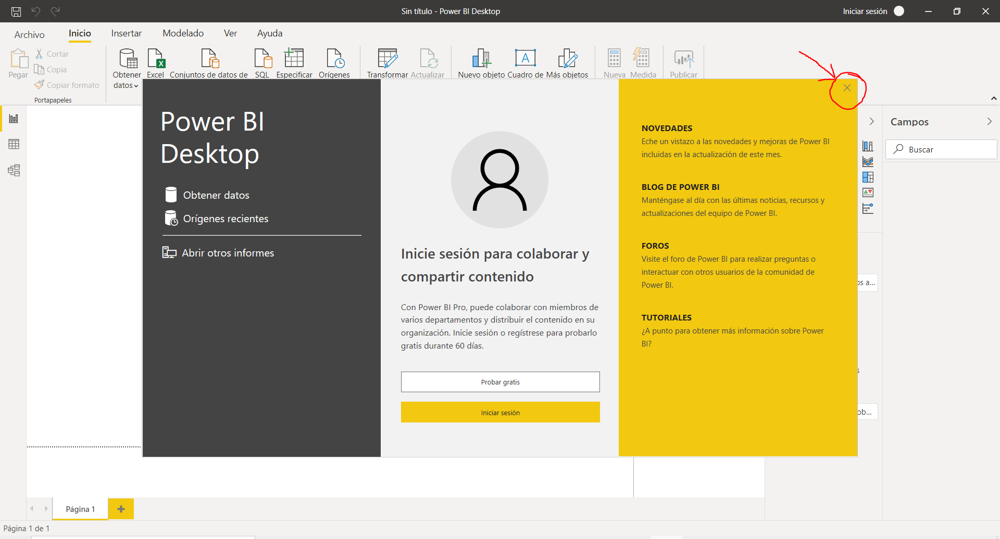 Sin título - Power BI Desktop
Iniciar sesión
Archivo
Inicio
Insertar
Modelado
Ver
Ayuda
Pegar
Cortar
Copia
Copiar formato
Portapapeles
Obtener
datos
Excel
Conjuntos de datos de
SQL
Especificar
Orígenes
Transformar
Actualizar
Nuevo objeto
Cuadro de
Más objetos
Nueva
Medida
Publicar
Power BI
Desktop
Obtener datos
Orígenes recientes
Abrir otros informes
Inicie sesión para colaborar y
compartir contenido
Con Power BI Pro, puede colaborar con miembros de
varios departamentos y distribuir el contenido en su
organización. Inicie sesión o regístrese para probarlo
gratis durante 60 días.
Probar gratis
Iniciar sesión
NOVEDADES
Eche un vistazo a las novedades y mejoras de Power BI
incluidas en la actualización de este mes.
BLOG DE POWER BI
Manténgase al día con las últimas noticias, recursos y
actualizaciones del equipo de Power BI.
FOROS
Visite el foro de Power BI para realizar preguntas o
interactuar con otros usuarios de la comunidad de
Power BI.
TUTORIALES
¿A punto para obtener más información sobre Power
BI?
Campos
Buscar
os a...
ob...
Página 1
Página 1 de 1